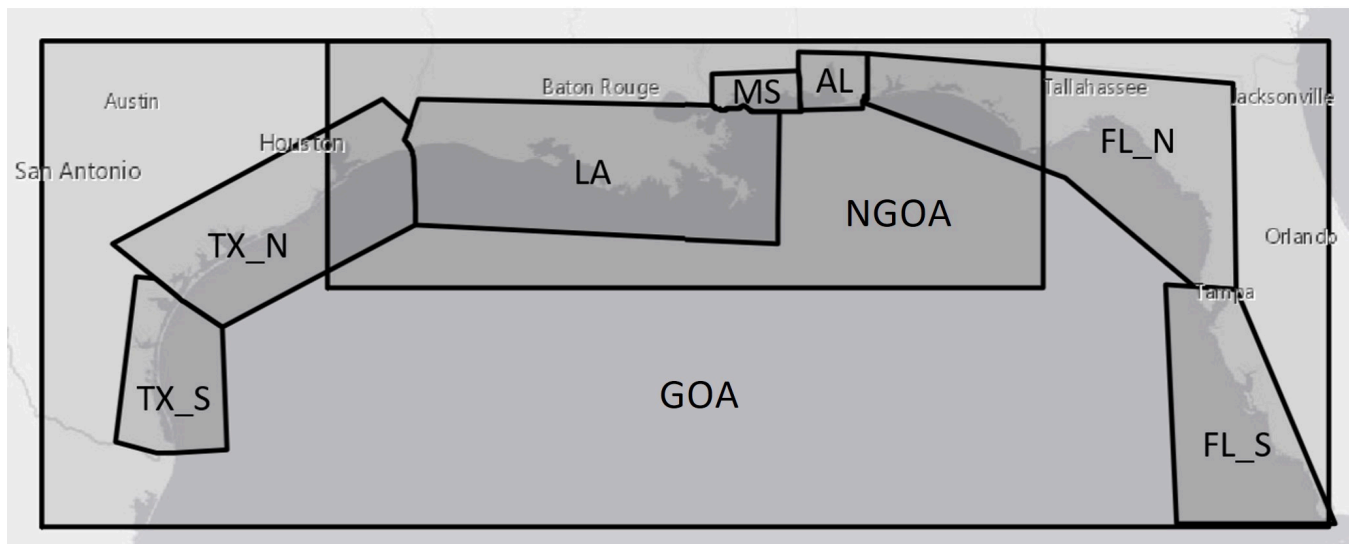 Baton Rouge
MS
AL
Austin
Tallahassee
Jacksonville
Houston
FL_N
San Antonio
LA
NGOA
TX_N
Orlando
Tampa
GOA
TX_S
FL_S